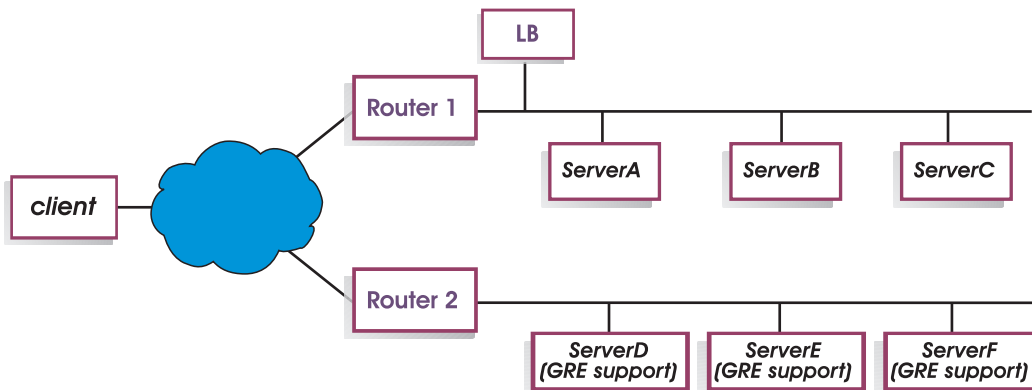 LB
Router 1
ServerA
ServerB
ServerC
client
Router 2
ServerD
(GRE support)
ServerE
(GRE support)
ServerF
(GRE support)